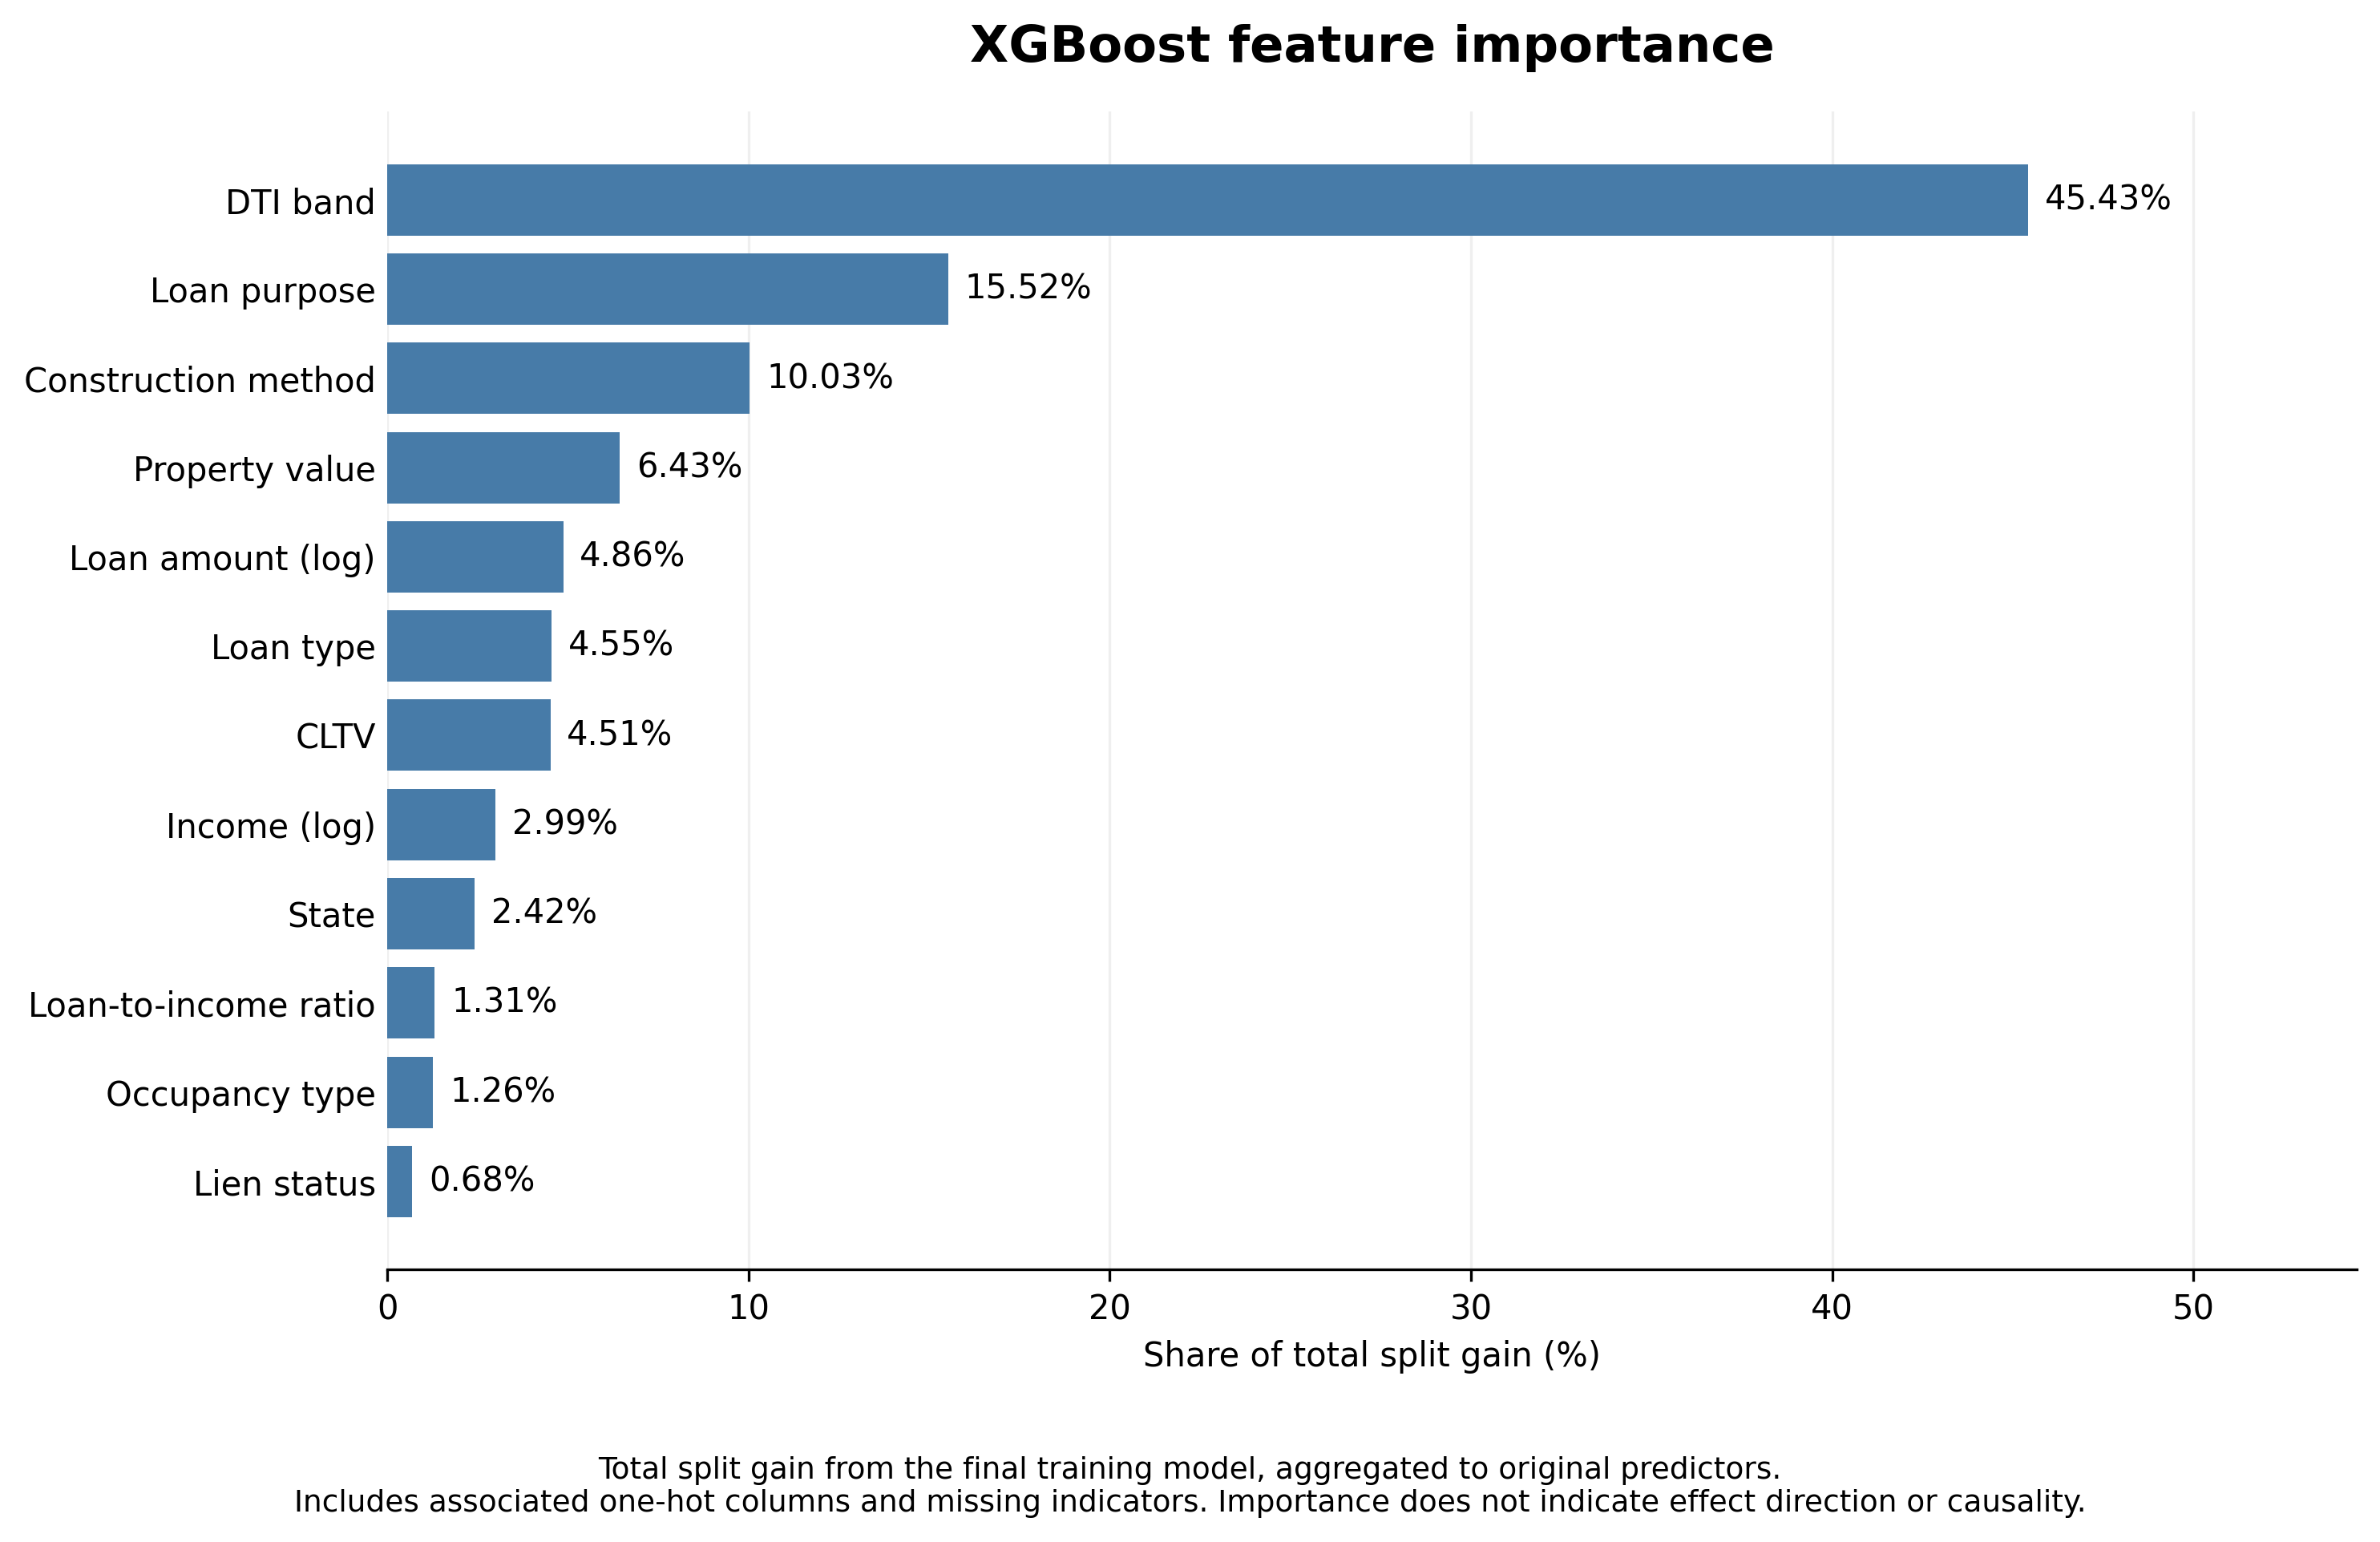 XGBoost feature importance
DTI band 45.43%
Loan purpose 15.52%
Construction method 10.03%
Property value 6.43%
Loan amount (log) 4.86%
Loan type 4.55%
CLTV 4.51%
Income (log) 2.99%
State 2.42%
Loan-to-income ratio 1.31%
Occupancy type 1.26%
Lien status 0.68%
0 10 20 30 40 50
Share of total split gain (%)
Total split gain from the final training model, aggregated to original predictors.
Includes associated one-hot columns and missing indicators. Importance does not indicate effect direction or causality.